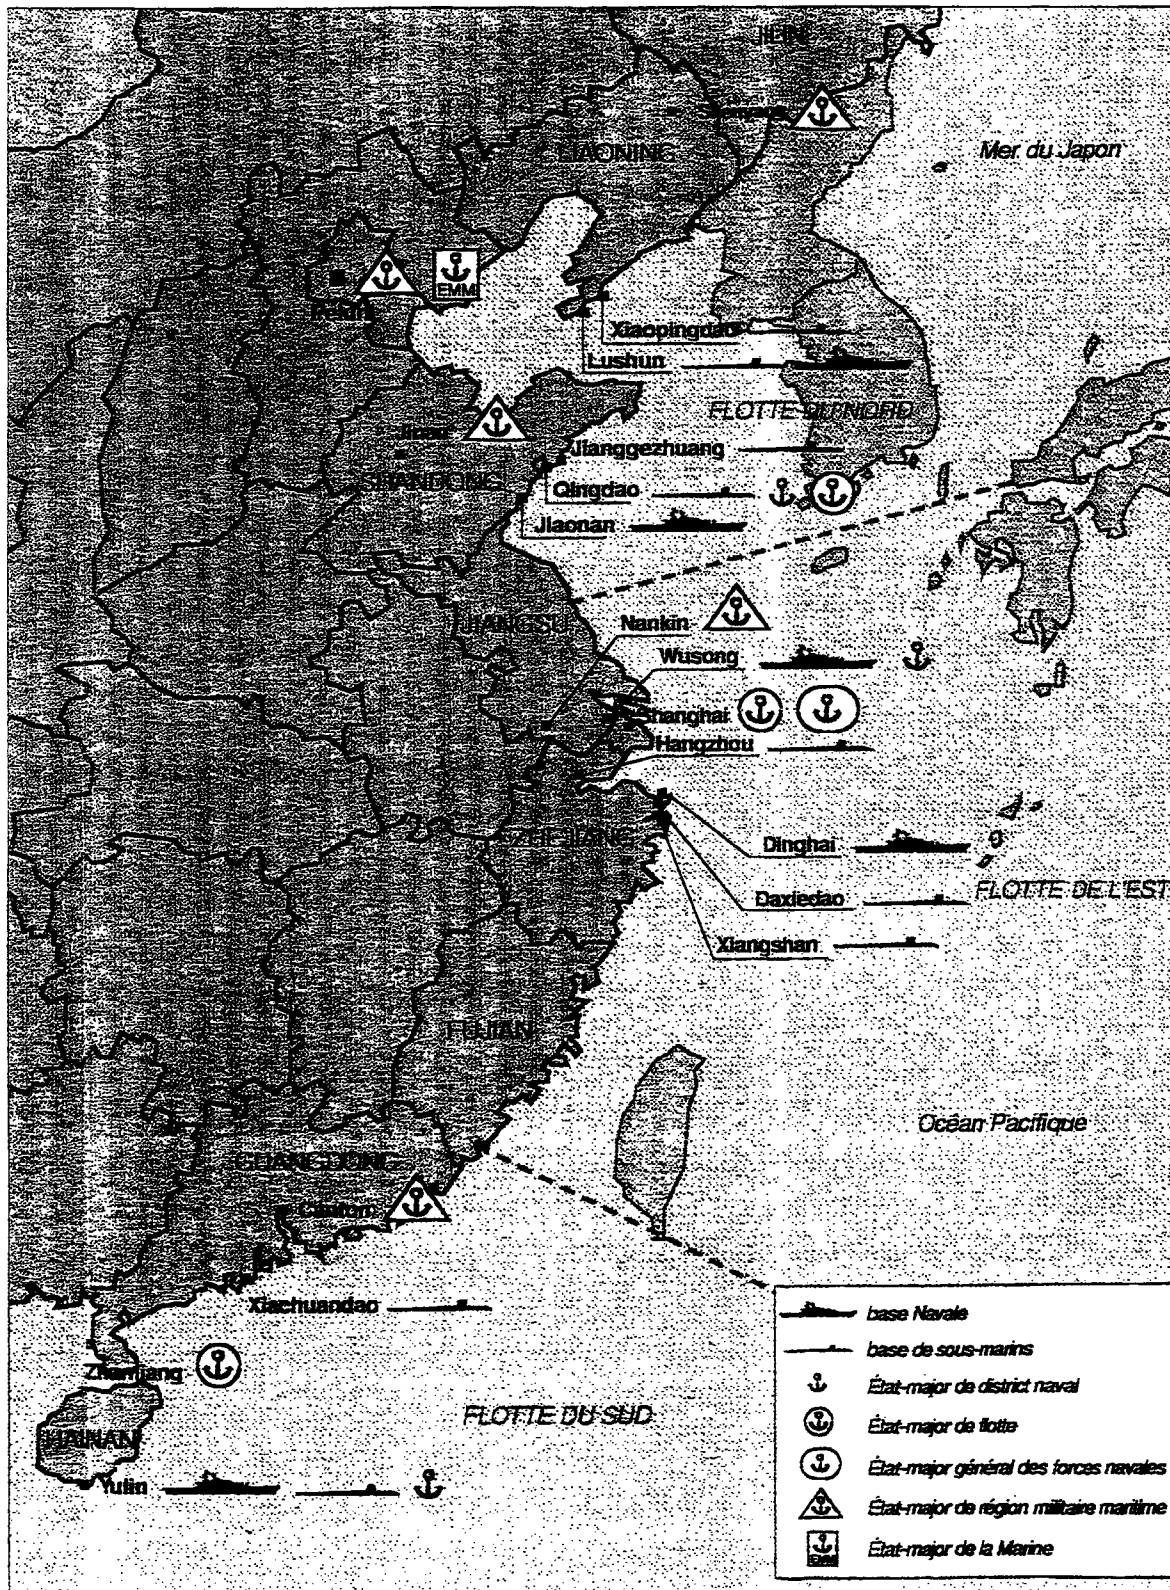 JILIN
LIAONING
Mer du Japon
EMM
Pékin
Xiaopingdao
Lushun
FLOTTE DU NORD
Jinan
Jianggezhuang
SHANDONG
Qingdao
Jiaonan
JIANGSU
Nankin
Wusong
Shanghai
Hangzhou
ZHEJIANG
Dinghai
Daxiedao
FLOTTE DE L'EST
Xiangshan
FUJIAN
Océan Pacifique
GUANGDONG
Canton
Xiachuandao
Zhanjiang
FLOTTE DU SUD
HAINAN
Yulin
base Navale
base de sous-marins
État-major de district naval
État-major de flotte
État-major général des forces navales
État-major de région militaire maritime
EMM
État-major de la Marine